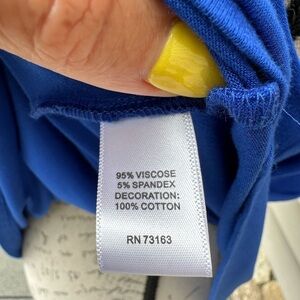 95% VISCOSE
5% SPANDEX
DECORATION:
100% COTTON
RN 73163